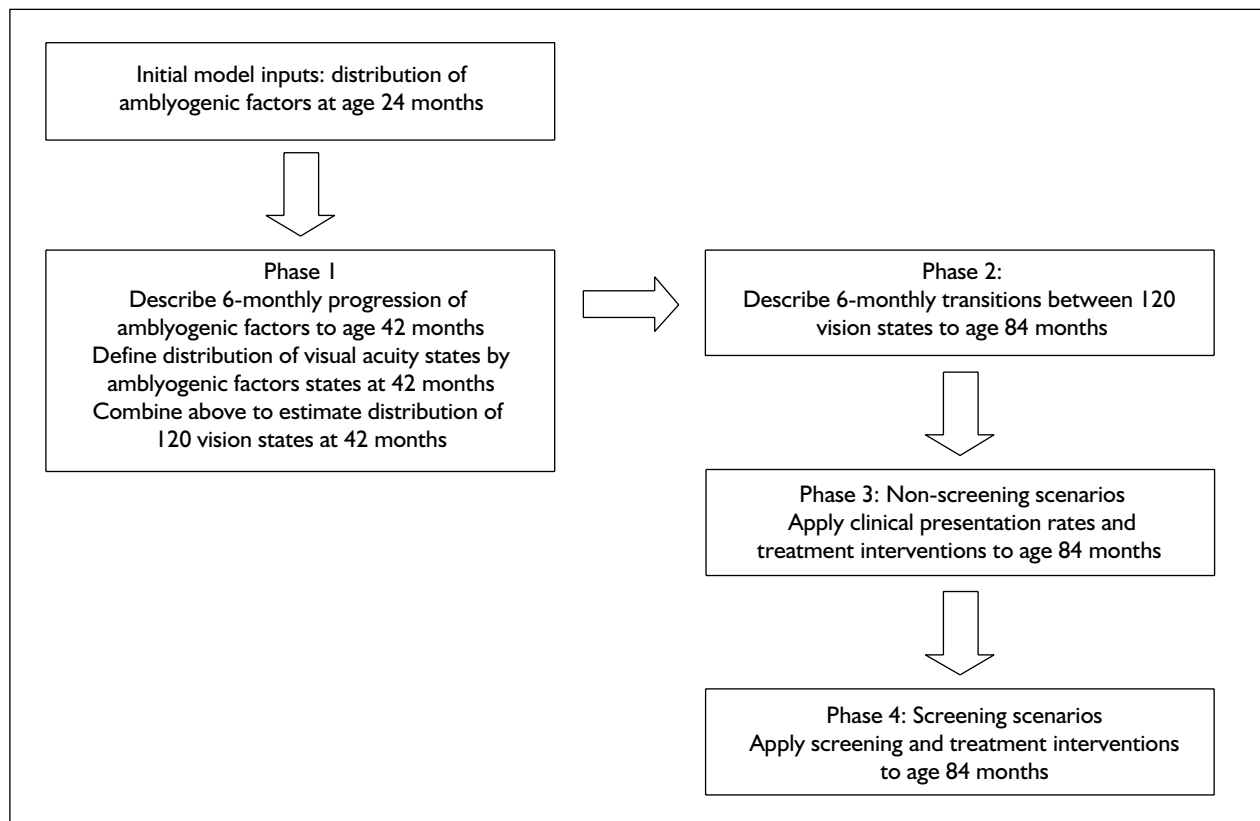 Initial model inputs: distribution of
amblyogenic factors at age 24 months
Phase 1
Describe 6-monthly progression of
amblyogenic factors to age 42 months
Define distribution of visual acuity states by
amblyogenic factors states at 42 months
Combine above to estimate distribution of
120 vision states at 42 months
Phase 2:
Describe 6-monthly transitions between 120
vision states to age 84 months
Phase 3: Non-screening scenarios
Apply clinical presentation rates and
treatment interventions to age 84 months
Phase 4: Screening scenarios
Apply screening and treatment interventions
to age 84 months